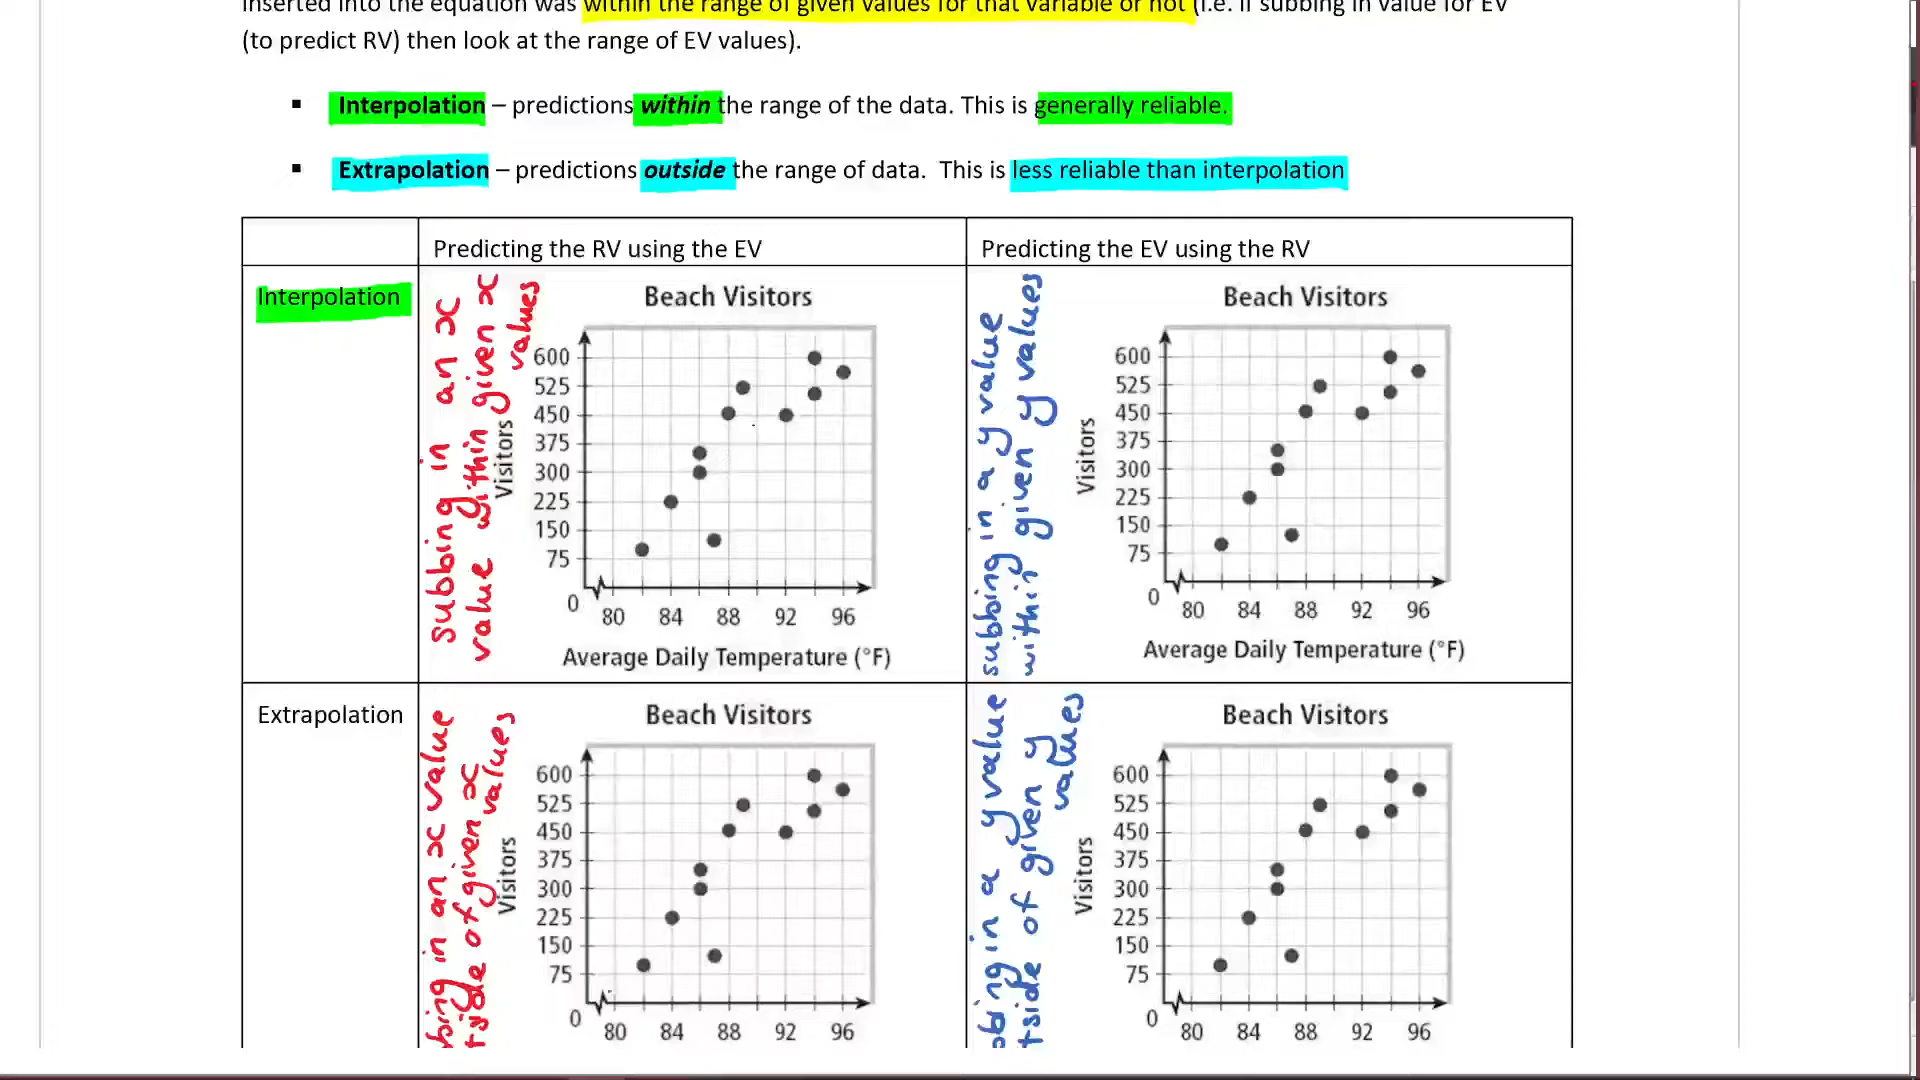 inserted into the equation was within the range of given values for that variable or not (i.e. if subbing in value for EV
(to predict RV) then look at the range of EV values).
▪ Interpolation – predictions within the range of the data. This is generally reliable.
▪ Extrapolation – predictions outside the range of data. This is less reliable than interpolation
Predicting the RV using the EV
Predicting the EV using the RV
Interpolation
subbing in an x
value within given x
values
Beach Visitors
Visitors
600
525
450
375
300
225
150
75
0
80 84 88 92 96
Average Daily Temperature (°F)
subbing in a y value
within given y values
Beach Visitors
Visitors
600
525
450
375
300
225
150
75
0
80 84 88 92 96
Average Daily Temperature (°F)
Extrapolation
bing in an x value
tside of given x
values
Beach Visitors
Visitors
600
525
450
375
300
225
150
75
0
80 84 88 92 96
bbing in a y value
tside of given y
values
Beach Visitors
Visitors
600
525
450
375
300
225
150
75
0
80 84 88 92 96